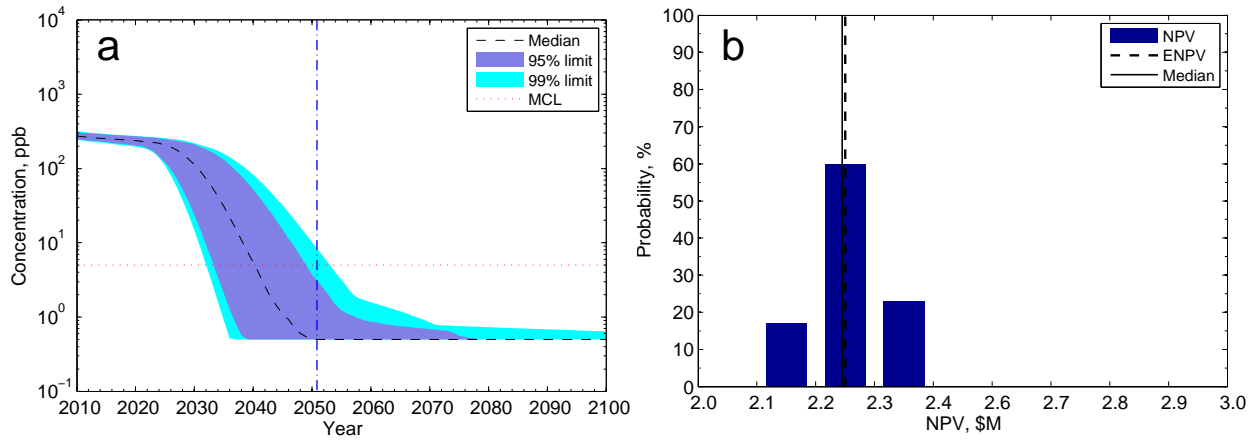 a
Median
95% limit
99% limit
MCL
10^4
10^3
10^2
10^1
10^0
10^−1
Concentration, ppb
2010 2020 2030 2040 2050 2060 2070 2080 2090 2100
Year
b
NPV
ENPV
Median
100
90
80
70
60
50
40
30
20
10
0
Probability, %
2.0 2.1 2.2 2.3 2.4 2.5 2.6 2.7 2.8 2.9 3.0
NPV, $M